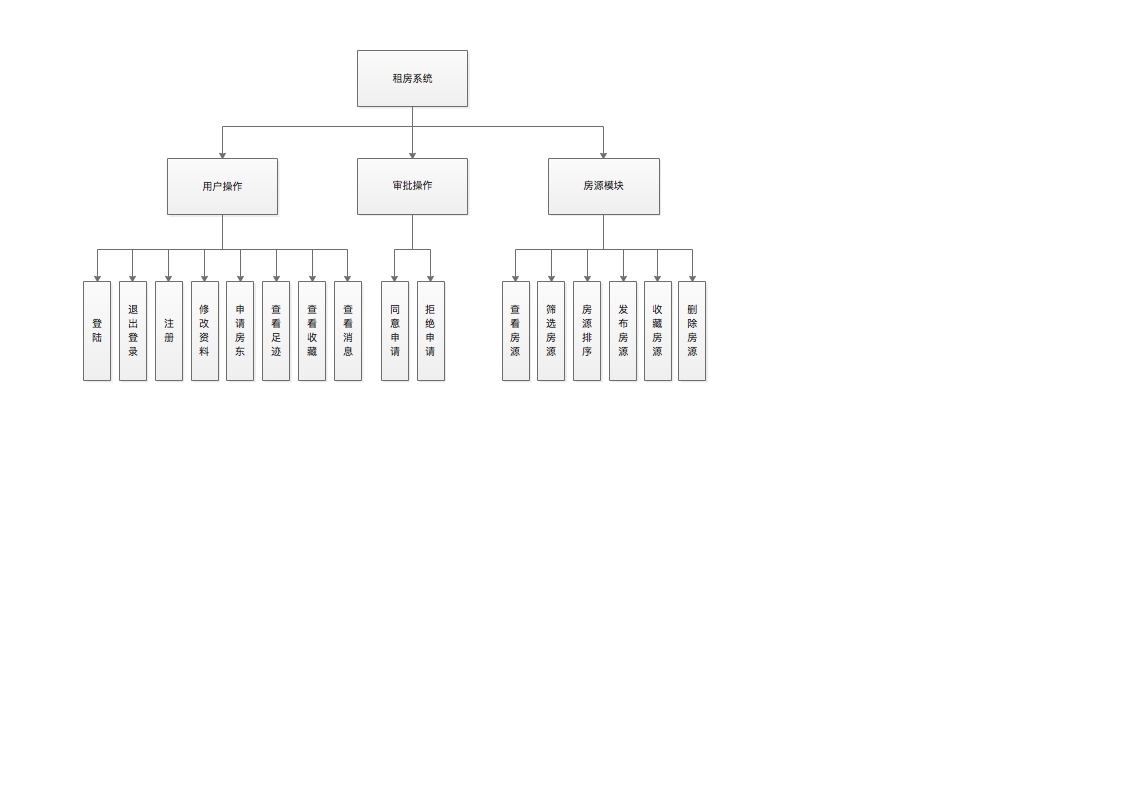 租房系统
用户操作
审批操作
房源模块
登陆
退出登录
注册
修改资料
申请房东
查看足迹
查看收藏
查看消息
同意申请
拒绝申请
查看房源
筛选房源
房源排序
发布房源
收藏房源
删除房源